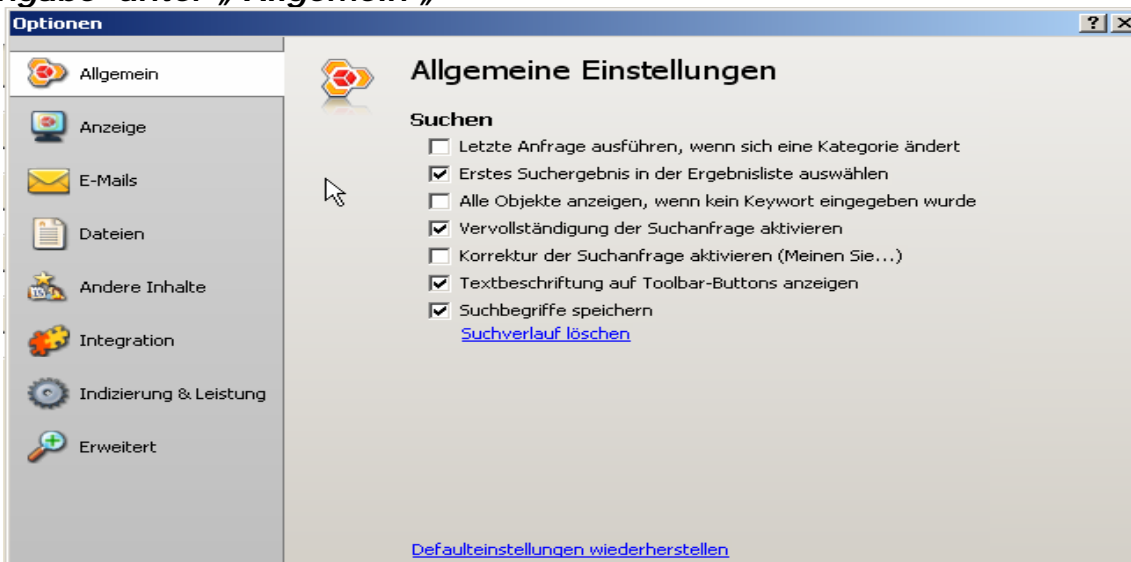 „ Allgemein „
Optionen
Allgemein
Anzeige
E-Mails
Dateien
Andere Inhalte
Integration
Indizierung & Leistung
Erweitert
Allgemeine Einstellungen
Suchen
Letzte Anfrage ausführen, wenn sich eine Kategorie ändert
Erstes Suchergebnis in der Ergebnisliste auswählen
Alle Objekte anzeigen, wenn kein Keywort eingegeben wurde
Vervollständigung der Suchanfrage aktivieren
Korrektur der Suchanfrage aktivieren (Meinen Sie...)
Textbeschriftung auf Toolbar-Buttons anzeigen
Suchbegriffe speichern
Suchverlauf löschen
Defaulteinstellungen wiederherstellen